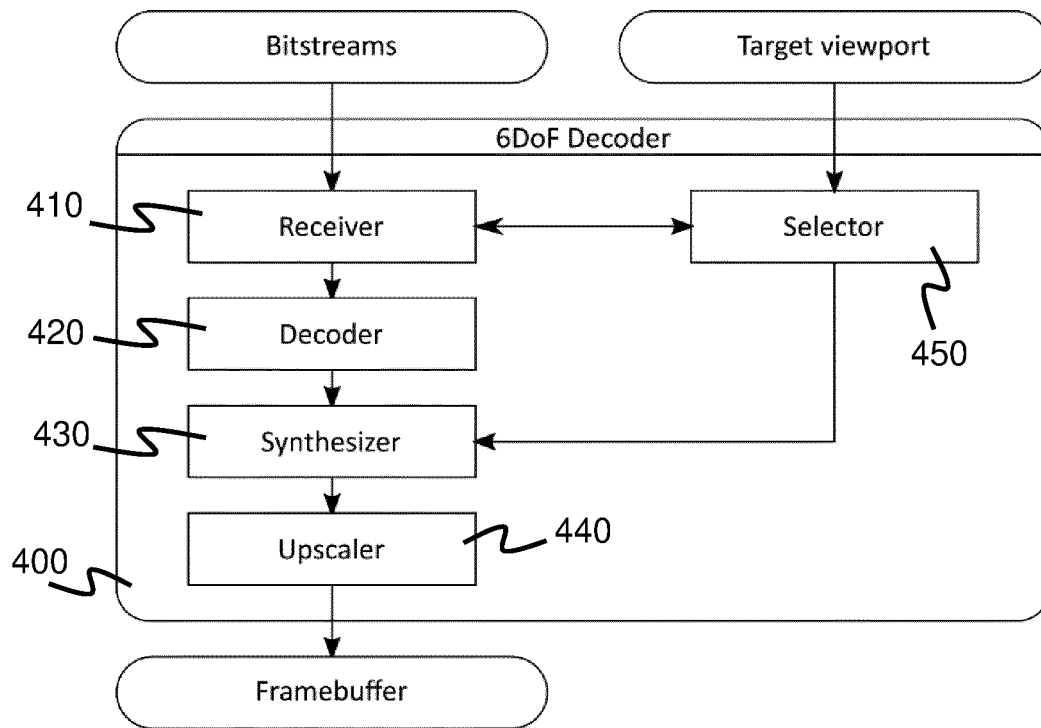 Bitstreams
Target viewport
6DoF Decoder
410
Receiver
Selector
420
Decoder
450
430
Synthesizer
440
Upscaler
400
Framebuffer